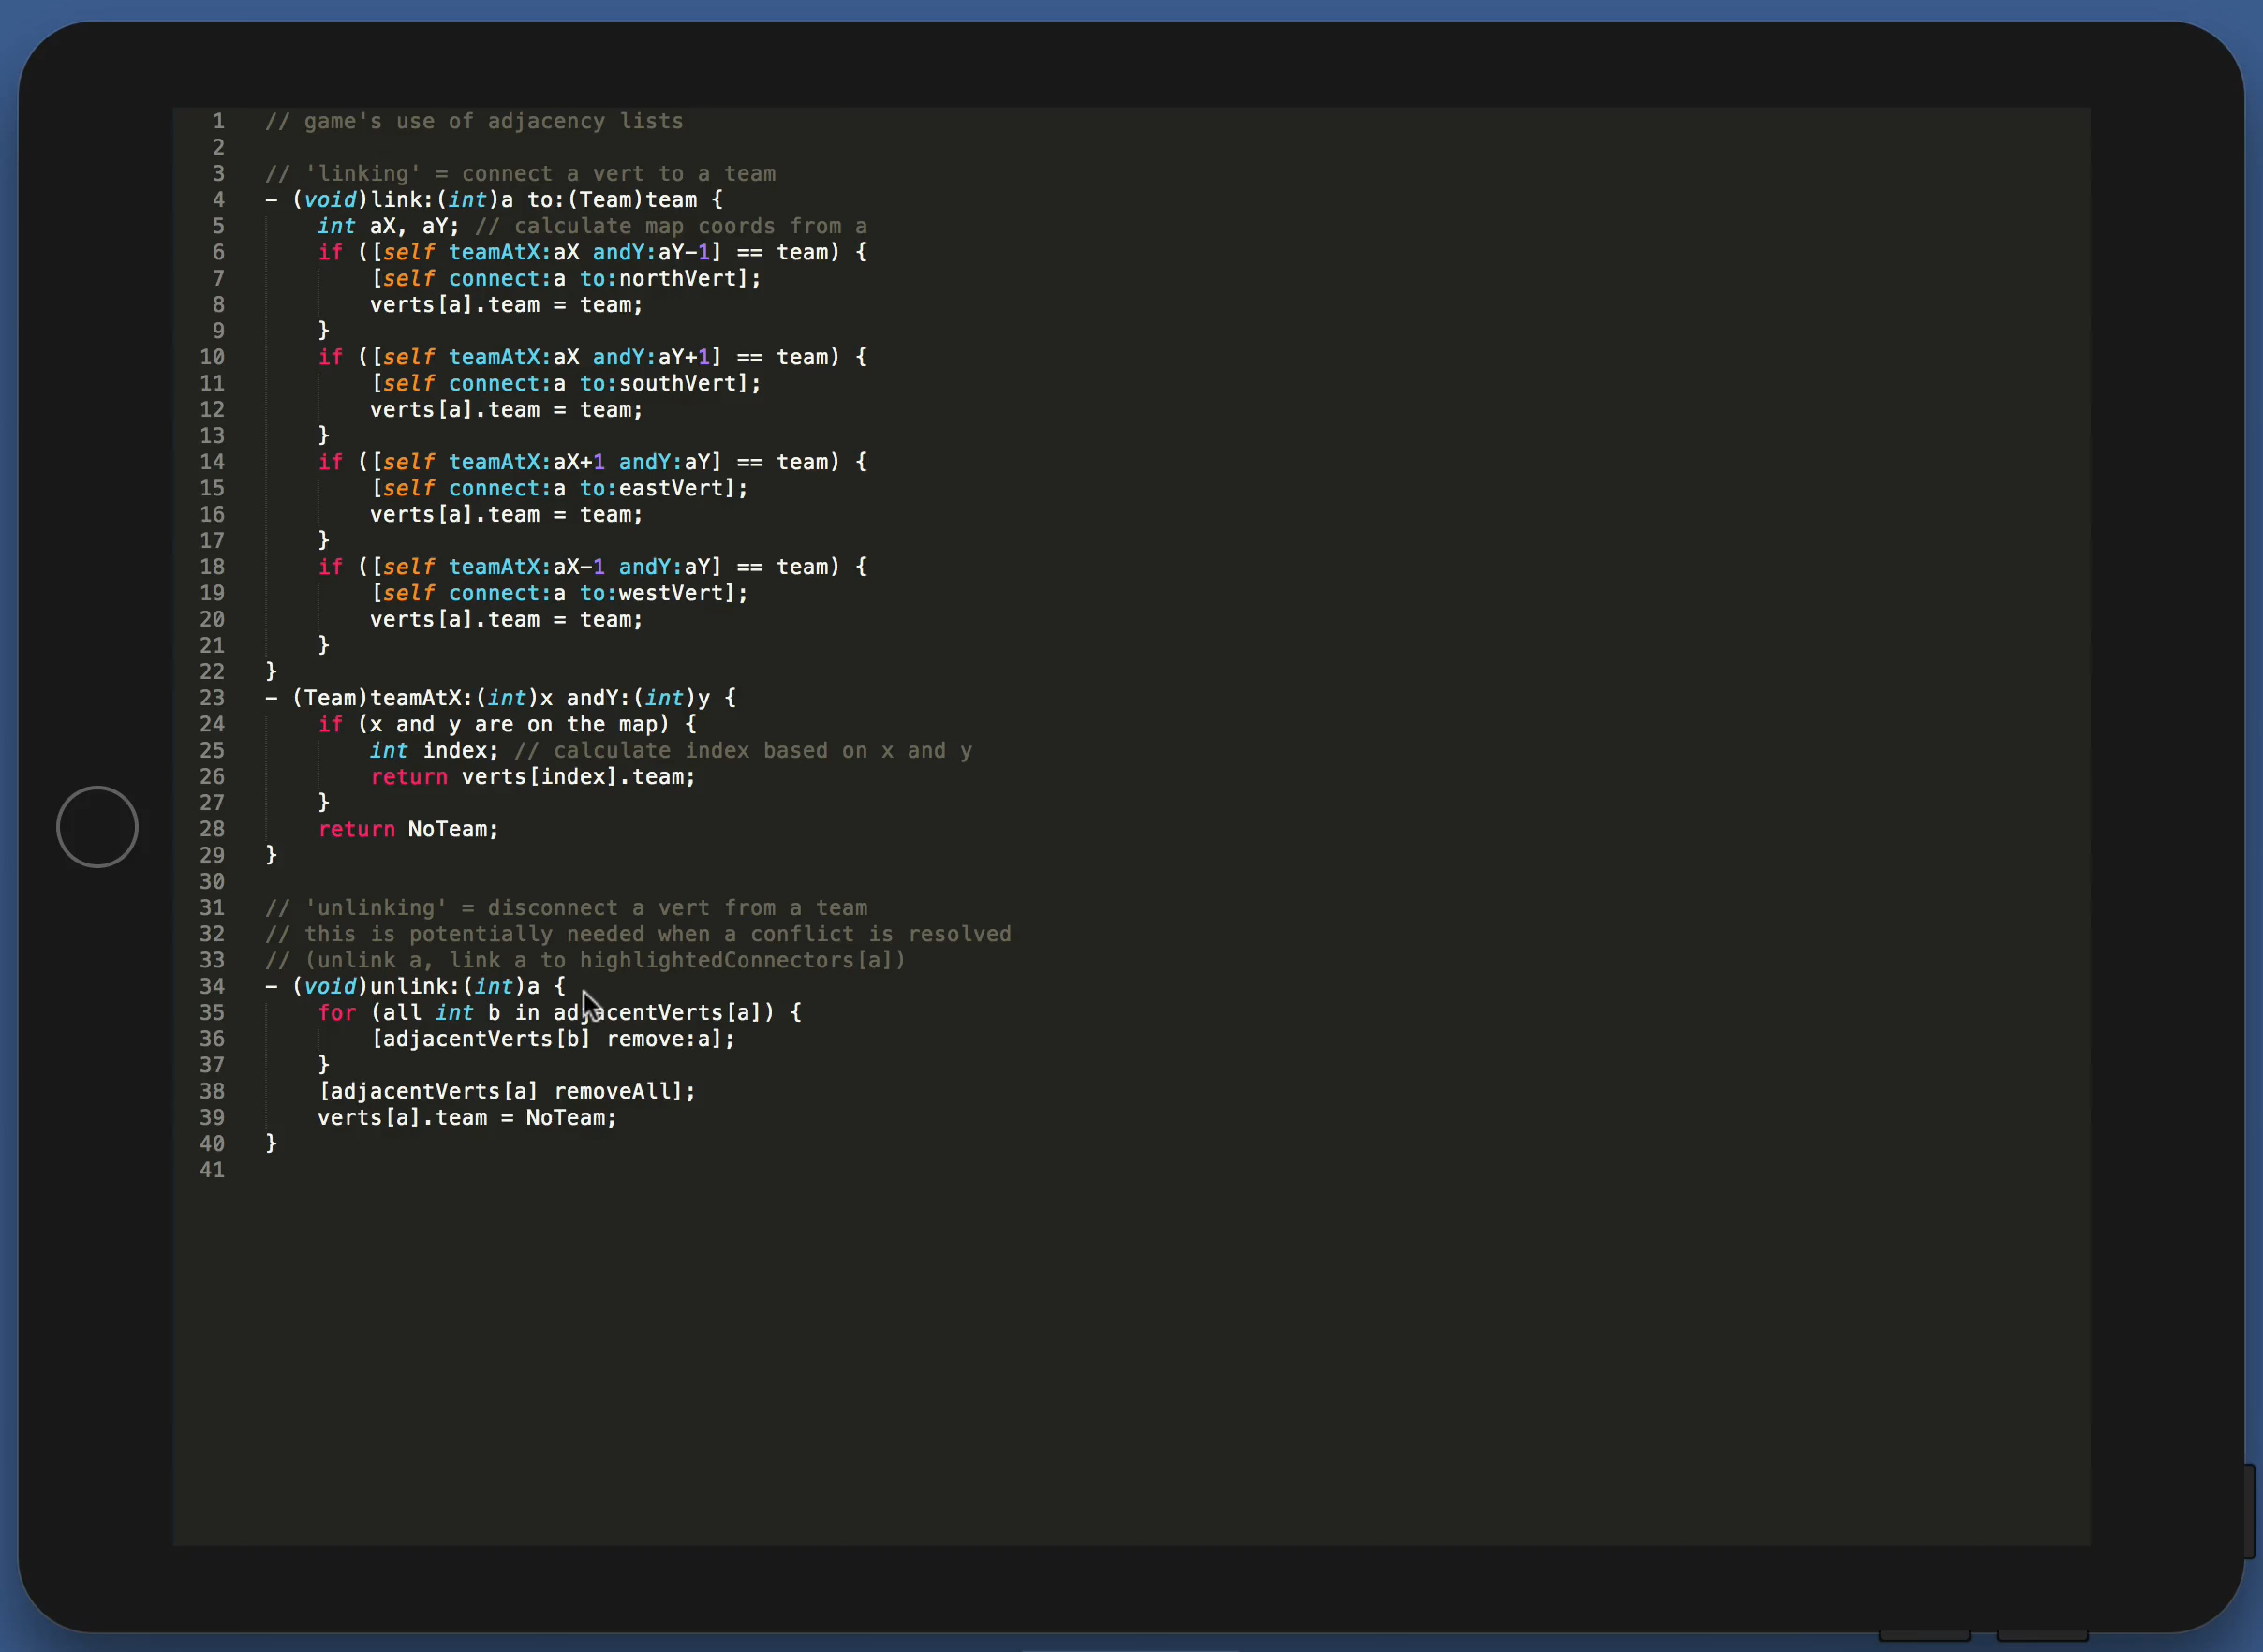 1 // game's use of adjacency lists
2
3 // 'linking' = connect a vert to a team
4 - (void)link:(int)a to:(Team)team {
5     int aX, aY; // calculate map coords from a
6     if ([self teamAtX:aX andY:aY-1] == team) {
7         [self connect:a to:northVert];
8         verts[a].team = team;
9     }
10     if ([self teamAtX:aX andY:aY+1] == team) {
11         [self connect:a to:southVert];
12         verts[a].team = team;
13     }
14     if ([self teamAtX:aX+1 andY:aY] == team) {
15         [self connect:a to:eastVert];
16         verts[a].team = team;
17     }
18     if ([self teamAtX:aX-1 andY:aY] == team) {
19         [self connect:a to:westVert];
20         verts[a].team = team;
21     }
22 }
23 - (Team)teamAtX:(int)x andY:(int)y {
24     if (x and y are on the map) {
25         int index; // calculate index based on x and y
26         return verts[index].team;
27     }
28     return NoTeam;
29 }
30
31 // 'unlinking' = disconnect a vert from a team
32 // this is potentially needed when a conflict is resolved
33 // (unlink a, link a to highlightedConnectors[a])
34 - (void)unlink:(int)a {
35     for (all int b in adjacentVerts[a]) {
36         [adjacentVerts[b] remove:a];
37     }
38     [adjacentVerts[a] removeAll];
39     verts[a].team = NoTeam;
40 }
41